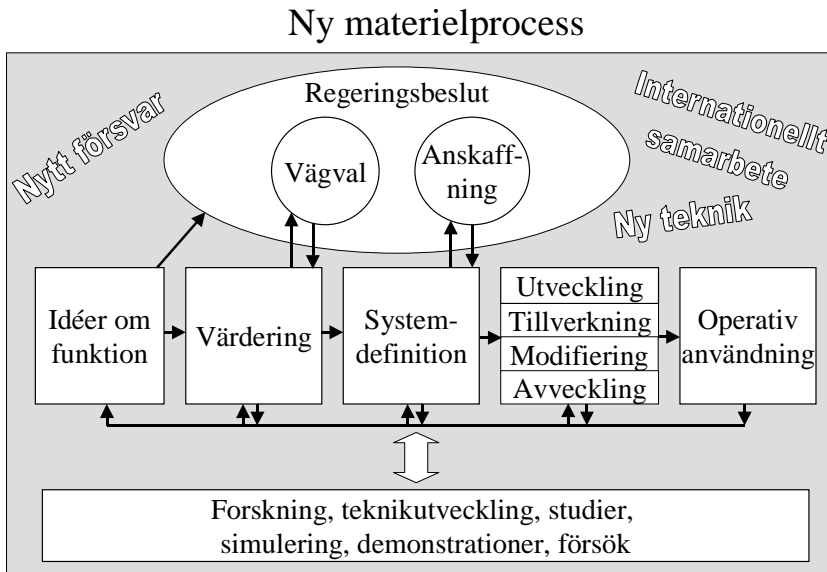 Ny materielprocess
Nytt försvar
Regeringsbeslut
Vägval
Anskaff-
ning
Internationellt
samarbete
Ny teknik
Idéer om
funktion
Värdering
System-
definition
Utveckling
Tillverkning
Modifiering
Avveckling
Operativ
användning
Forskning, teknikutveckling, studier,
simulering, demonstrationer, försök